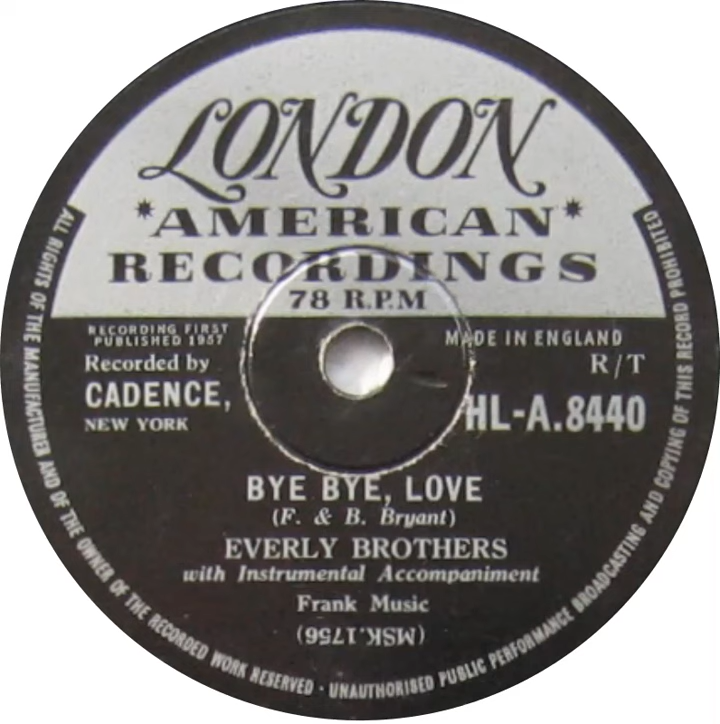 LONDON
*AMERICAN*
RECORDINGS
78 R.P.M
RECORDING FIRST
PUBLISHED 1957
MADE IN ENGLAND
Recorded by
R/T
CADENCE,
HL-A.8440
NEW YORK
BYE BYE, LOVE
(F. & B. Bryant)
EVERLY BROTHERS
with Instrumental Accompaniment
Frank Music
(MSK.1756)
ALL RIGHTS OF THE MANUFACTURER AND OF THE OWNER OF THE RECORDED WORK RESERVED · UNAUTHORISED PUBLIC PERFORMANCE BROADCASTING AND COPYING OF THIS RECORD PROHIBITED